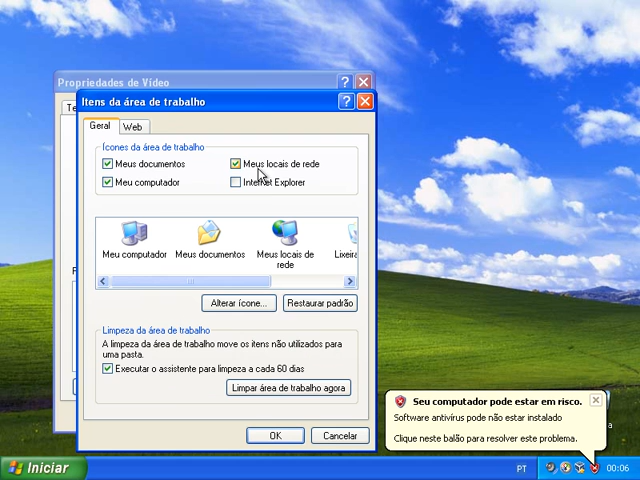 Propriedades de Vídeo
Itens da área de trabalho
Geral
Web
Ícones da área de trabalho
Meus documentos
Meus locais de rede
Meu computador
Internet Explorer
Meu computador
Meus documentos
Meus locais de rede
Lixeira
Alterar ícone...
Restaurar padrão
Limpeza da área de trabalho
A limpeza da área de trabalho move os itens não utilizados para
uma pasta.
Executar o assistente para limpeza a cada 60 dias
Limpar área de trabalho agora
OK
Cancelar
Seu computador pode estar em risco.
Software antivírus pode não estar instalado
Clique neste balão para resolver este problema.
Iniciar
PT
00:06